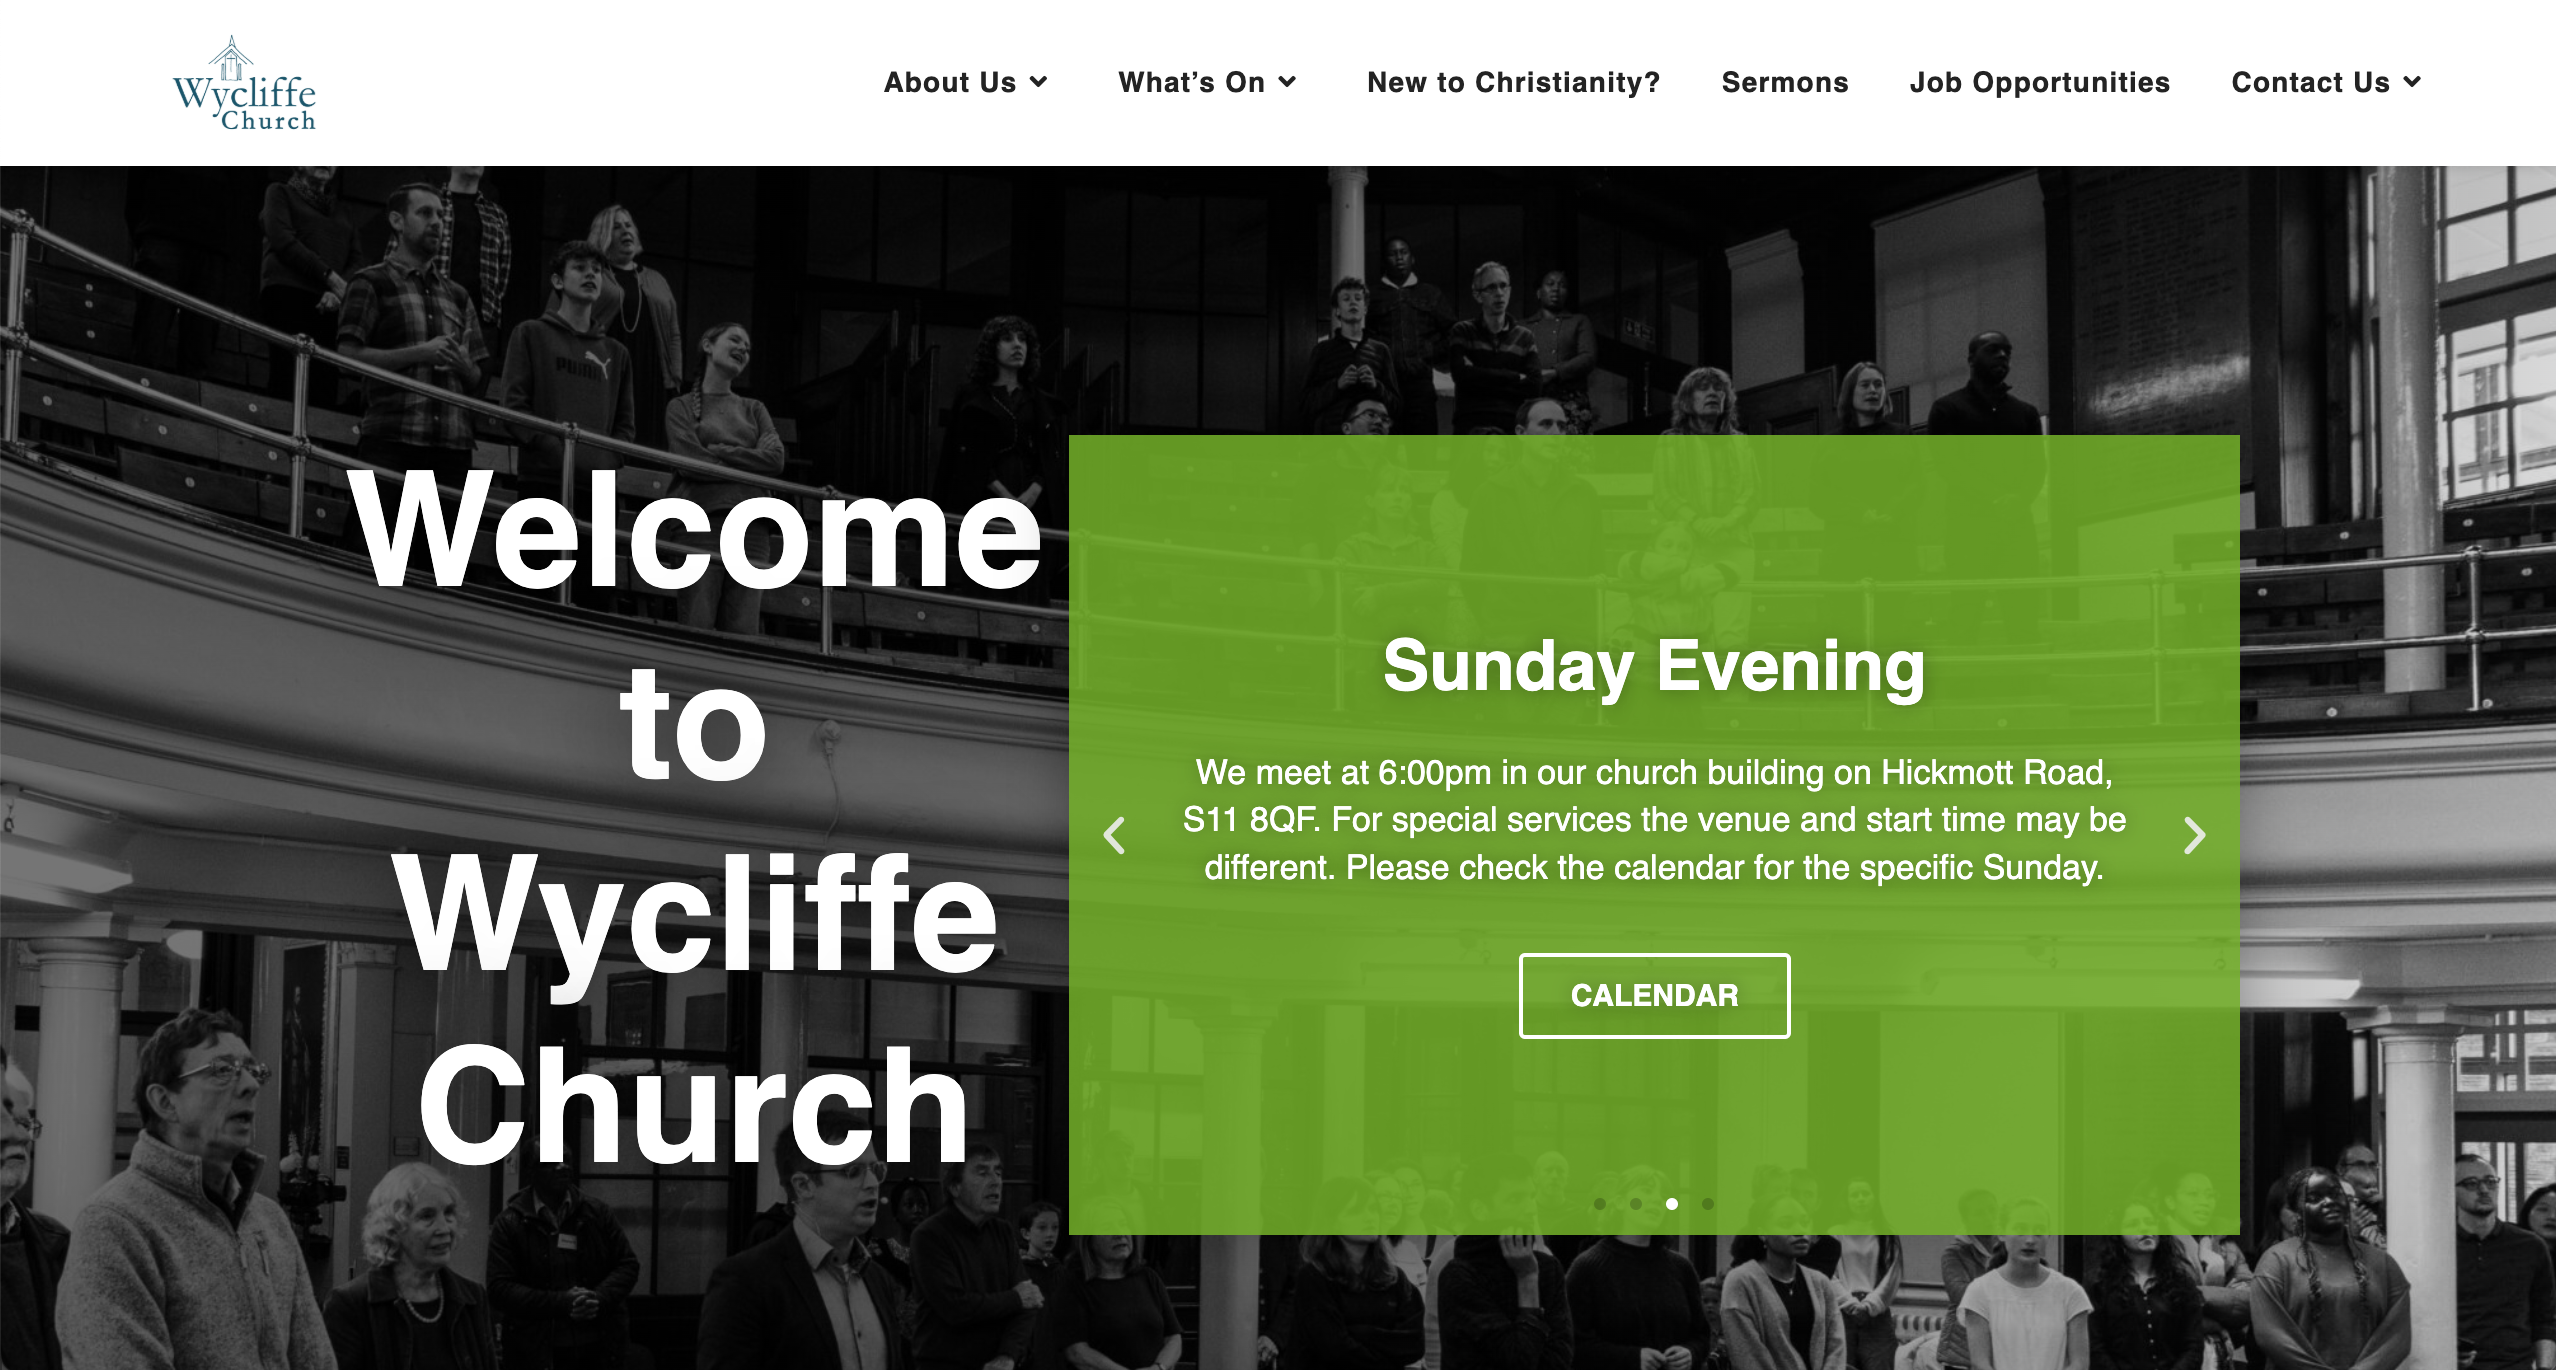 Wycliffe
Church
About Us
What’s On
New to Christianity?
Sermons
Job Opportunities
Contact Us
PUMA
Welcome
to
Wycliffe
Church
Sunday Evening
We meet at 6:00pm in our church building on Hickmott Road,
S11 8QF. For special services the venue and start time may be
different. Please check the calendar for the specific Sunday.
CALENDAR